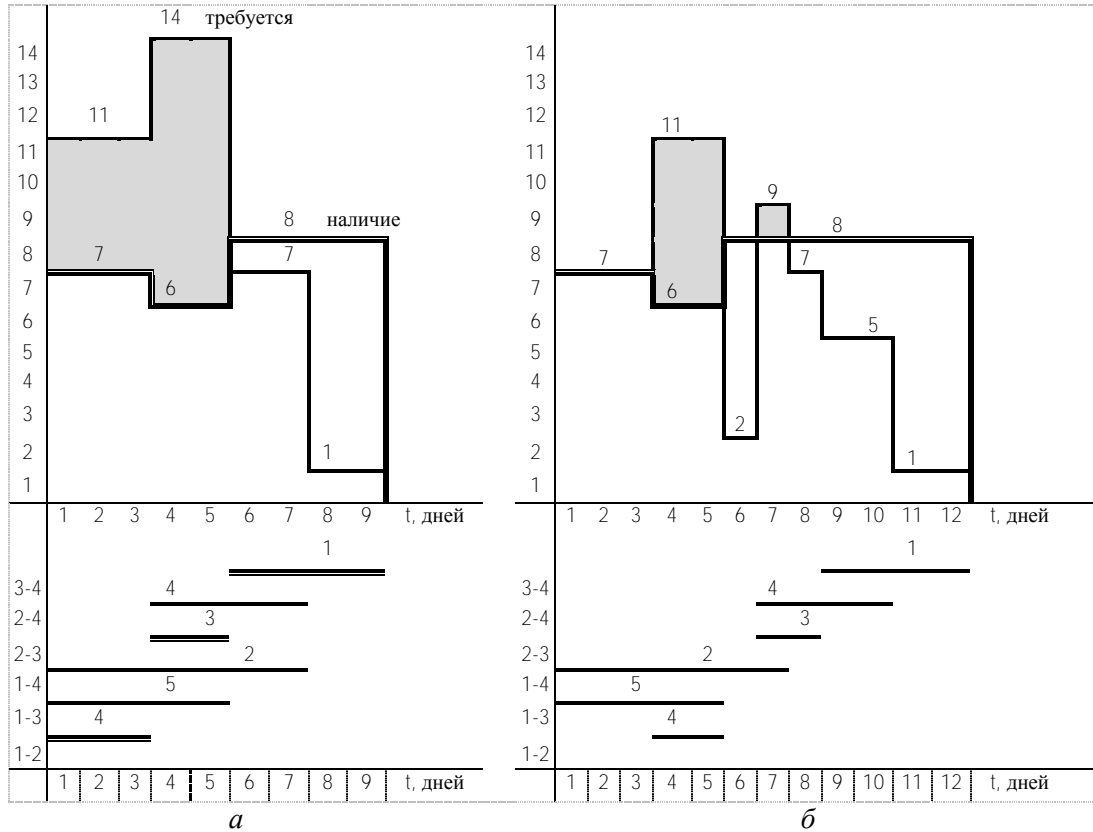 14 требуется
14 14
13 13
12 11 12 11
11 11
10 10 9
9 8 наличие 9 8
8 7 7 8 7 7
7 6 7 6
6 6 5
5 5
4 4
3 3 2
2 1 2 1
1 1
1 2 3 4 5 6 7 8 9 t, дней 1 2 3 4 5 6 7 8 9 10 11 12 t, дней
1 1
3-4 4 3-4 4
2-4 3 2-4 3
2-3 2 2-3 2
1-4 5 1-4 5
1-3 4 1-3 4
1-2 1-2
1 2 3 4 5 6 7 8 9 t, дней 1 2 3 4 5 6 7 8 9 10 11 12 t, дней
а б